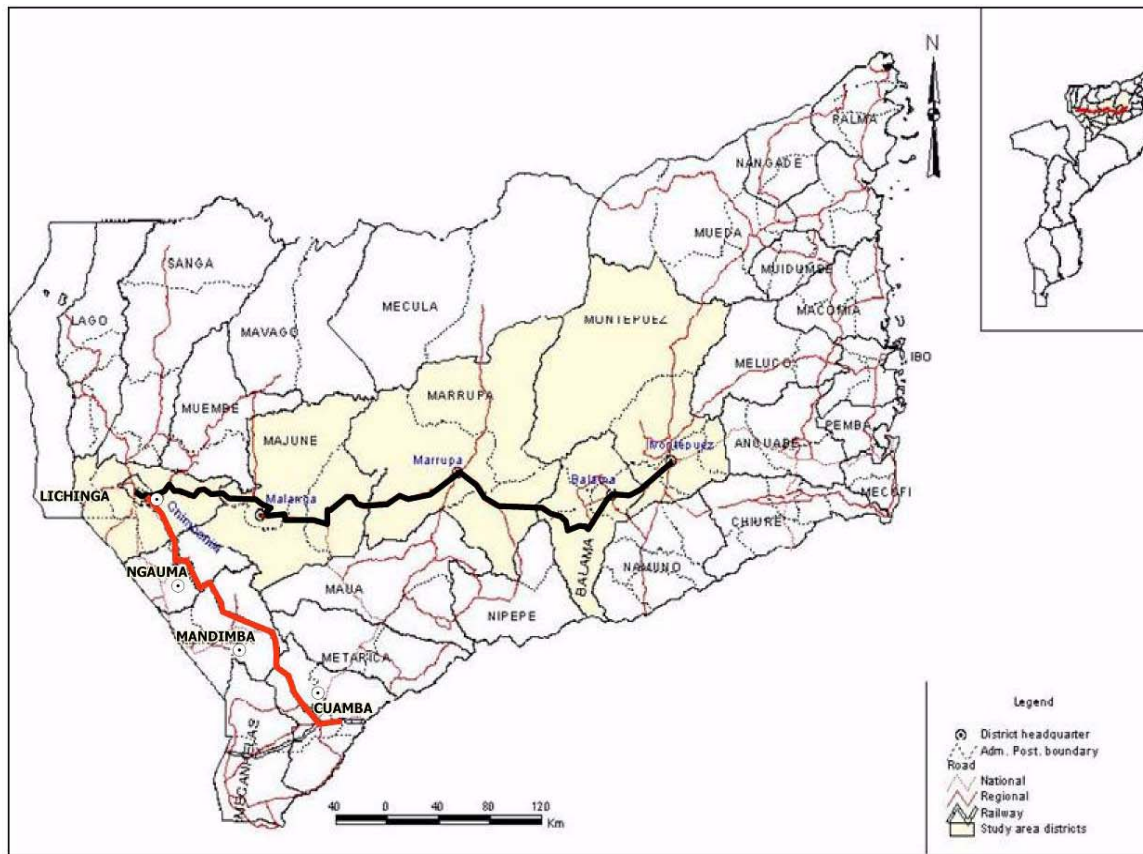 N
PALMA
NANGADE
MUEDA
SANGA
MUIDUMBE
MECULA
MACOMIA
LAGO
MONTEPUEZ
MAVAGO
IBO
MELUCO
MARRUPA
MUEMBE
PEMBA
MAJUNE
ANCUABE
Montepuez
Marrupa
Balama
MECUFI
LICHINGA
Malanga
CHIURE
Chimbonila
NAMUNO
NGAUMA
BALAMA
MAUA
NIPEPE
MANDIMBA
METARICA
CUAMBA
MECANHELAS
Legend
District headquarter
Adm. Post. boundary
Road
National
Regional
Railway
Study area districts
40 0 40 80 120
Km